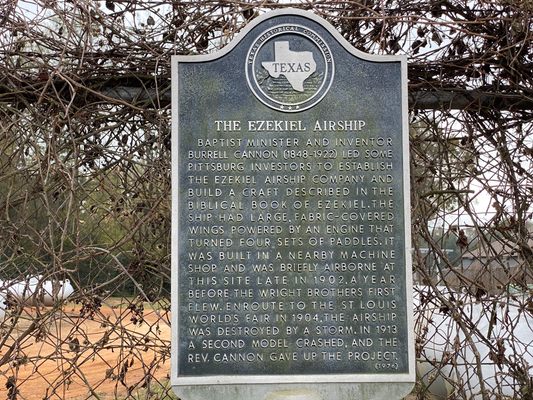 TEXAS HISTORICAL COMMISSION
TEXAS
THE EZEKIEL AIRSHIP
BAPTIST MINISTER AND INVENTOR
BURRELL CANNON (1848-1922) LED SOME
PITTSBURG INVESTORS TO ESTABLISH
THE EZEKIEL AIRSHIP COMPANY AND
BUILD A CRAFT DESCRIBED IN THE
BIBLICAL BOOK OF EZEKIEL. THE
SHIP HAD LARGE, FABRIC-COVERED
WINGS POWERED BY AN ENGINE THAT
TURNED FOUR SETS OF PADDLES. IT
WAS BUILT IN A NEARBY MACHINE
SHOP AND WAS BRIEFLY AIRBORNE AT
THIS SITE LATE IN 1902, A YEAR
BEFORE THE WRIGHT BROTHERS FIRST
FLEW. ENROUTE TO THE ST. LOUIS
WORLD'S FAIR IN 1904, THE AIRSHIP
WAS DESTROYED BY A STORM. IN 1913
A SECOND MODEL CRASHED, AND THE
REV. CANNON GAVE UP THE PROJECT.
(1976)